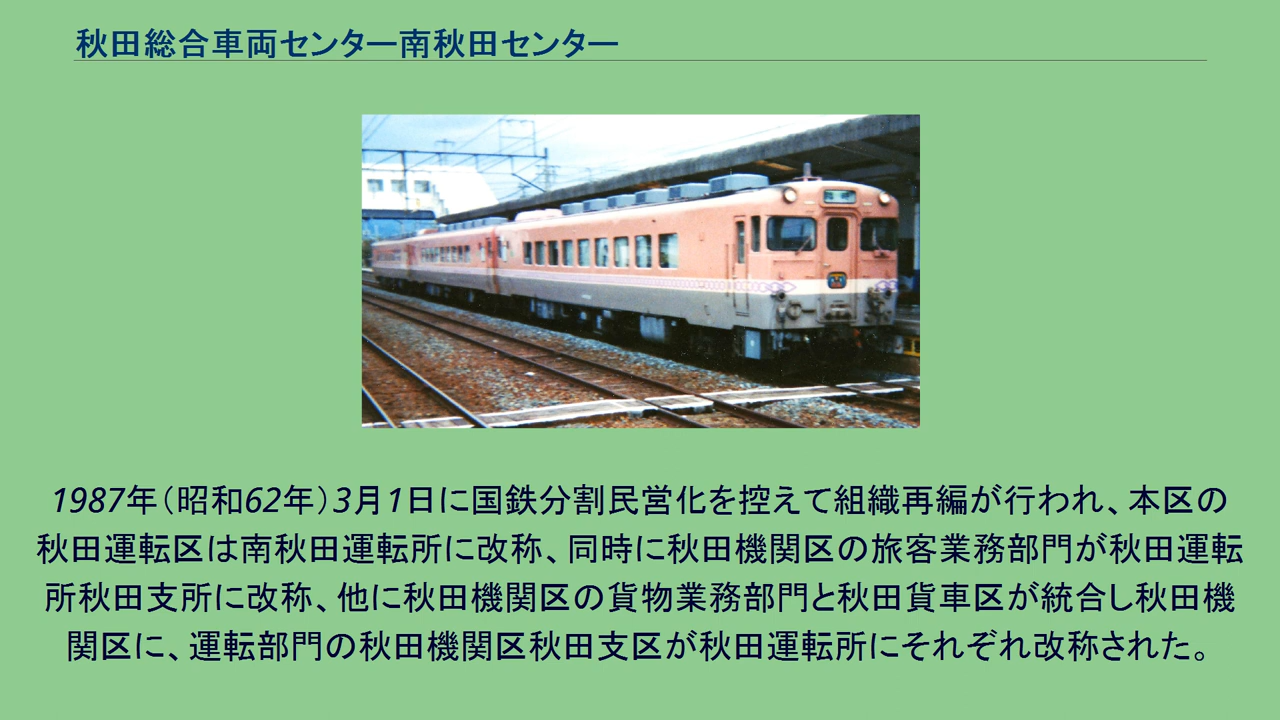 秋田総合車両センター南秋田センター
1987年（昭和62年）3月1日に国鉄分割民営化を控えて組織再編が行われ、本区の
秋田運転区は南秋田運転所に改称、同時に秋田機関区の旅客業務部門が秋田運転
所秋田支所に改称、他に秋田機関区の貨物業務部門と秋田貨車区が統合し秋田機
関区に、運転部門の秋田機関区秋田支区が秋田運転所にそれぞれ改称された。